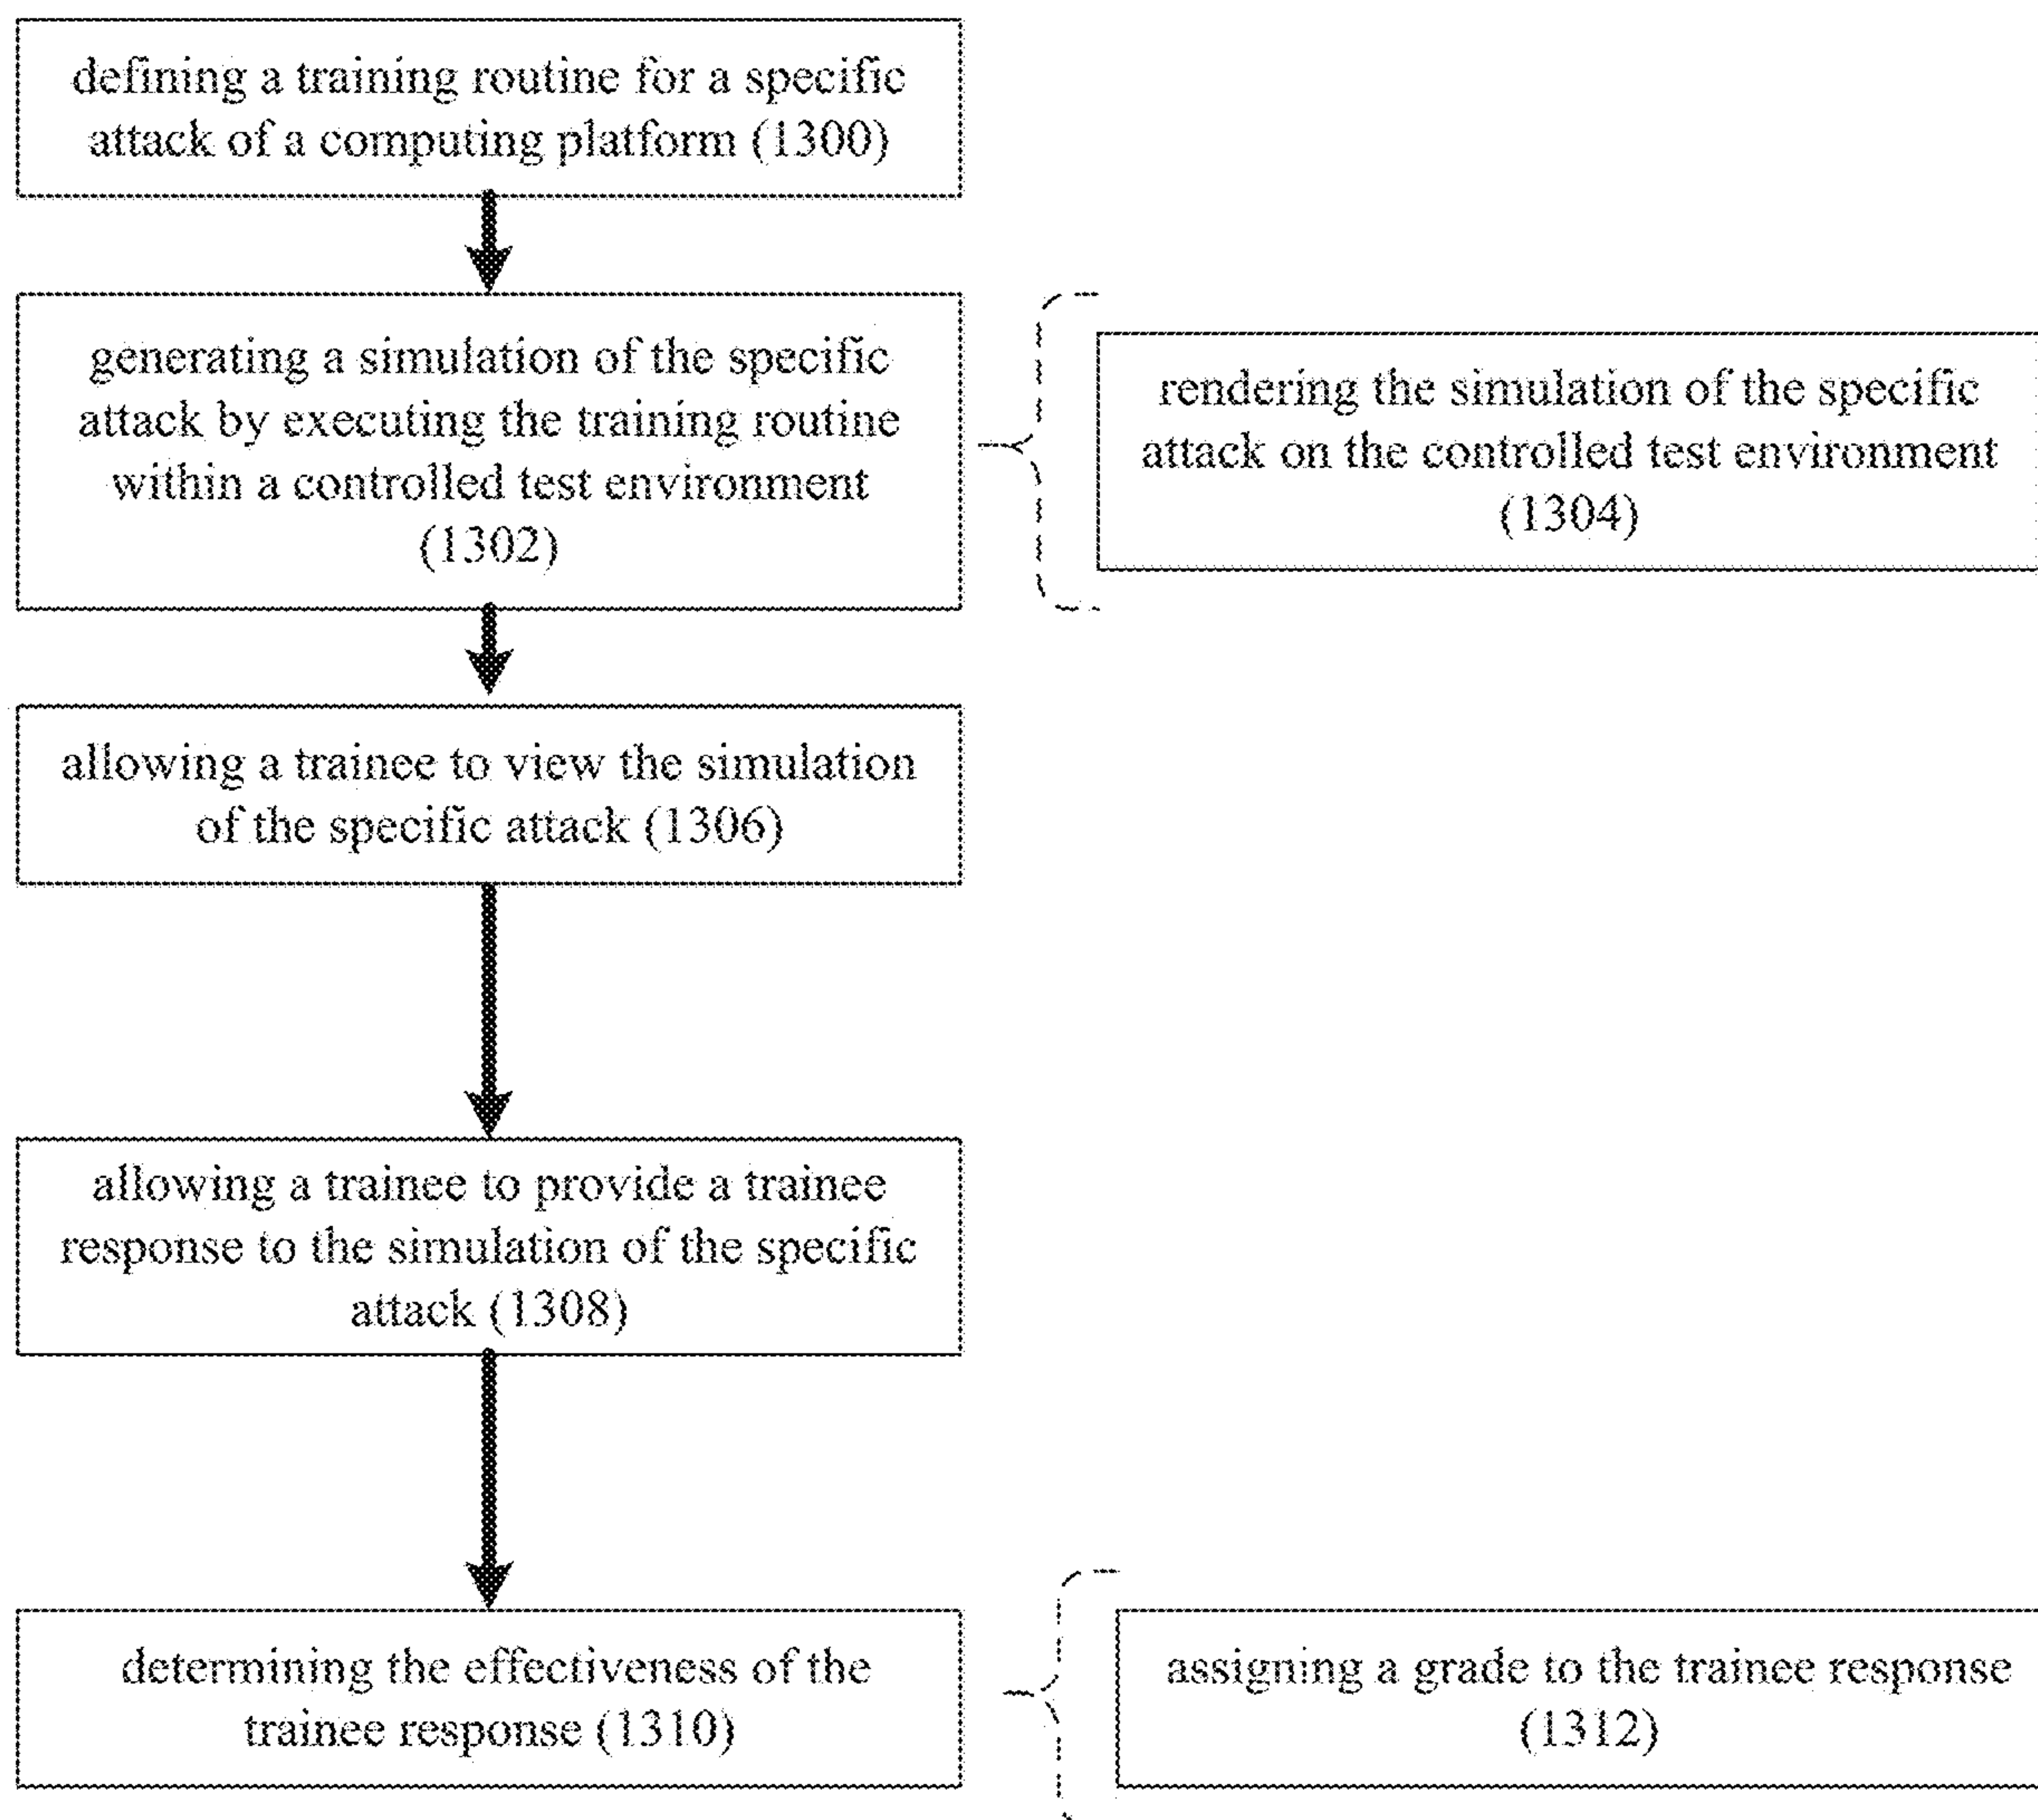 defining a training routine for a specific
attack of a computing platform (1300)
generating a simulation of the specific
attack by executing the training routine
within a controlled test environment
(1302)
rendering the simulation of the specific
attack on the controlled test environment
(1304)
allowing a trainee to view the simulation
of the specific attack (1306)
allowing a trainee to provide a trainee
response to the simulation of the specific
attack (1308)
determining the effectiveness of the
trainee response (1310)
assigning a grade to the trainee response
(1312)